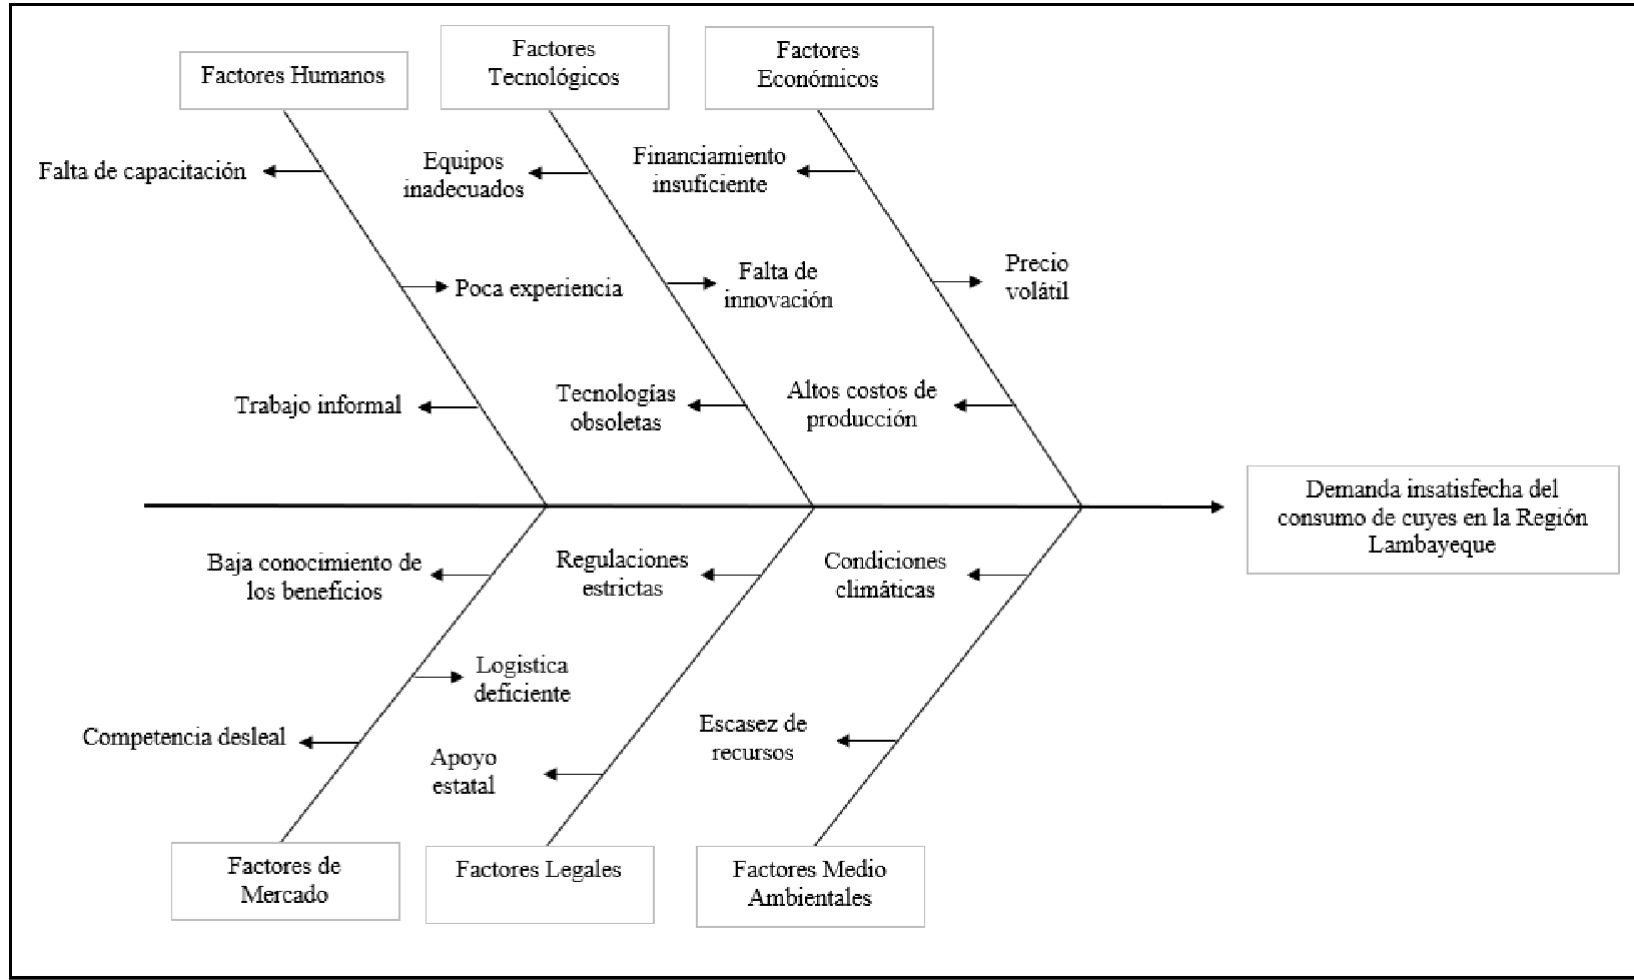 Factores Humanos
Factores
Tecnológicos
Factores
Económicos
Falta de capacitación
Equipos
inadecuados
Financiamiento
insuficiente
Poca experiencia
Falta de
innovación
Precio
volátil
Trabajo informal
Tecnologías
obsoletas
Altos costos de
producción
Demanda insatisfecha del
consumo de cuyes en la Región
Lambayeque
Baja conocimiento de
los beneficios
Regulaciones
estrictas
Condiciones
climáticas
Logistica
deficiente
Competencia desleal
Apoyo
estatal
Escasez de
recursos
Factores de
Mercado
Factores Legales
Factores Medio
Ambientales